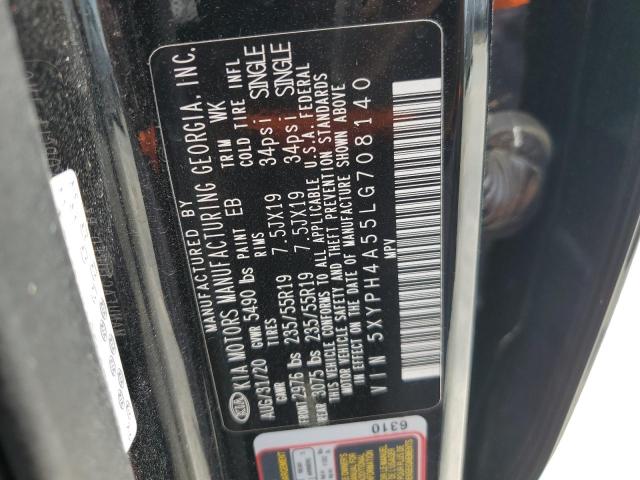 MANUFACTURED BY
KIA KIA MOTORS MANUFACTURING GEORGIA, INC.
AUG/31/20 GVWR 5490 lbs PAINT EB TRIM WK
GAWR TIRES RIMS COLD TIRE INFL
FRONT 2976 lbs 235/55R19 7.5JX19 34psi SINGLE
REAR 3075 lbs 235/55R19 7.5JX19 34psi SINGLE
THIS VEHICLE CONFORMS TO ALL APPLICABLE U.S.A. FEDERAL
MOTOR VEHICLE SAFETY AND THEFT PREVENTION STANDARDS
IN EFFECT ON THE DATE OF MANUFACTURE SHOWN ABOVE
VIN 5XYPH4A55LG708140
MPV
6310